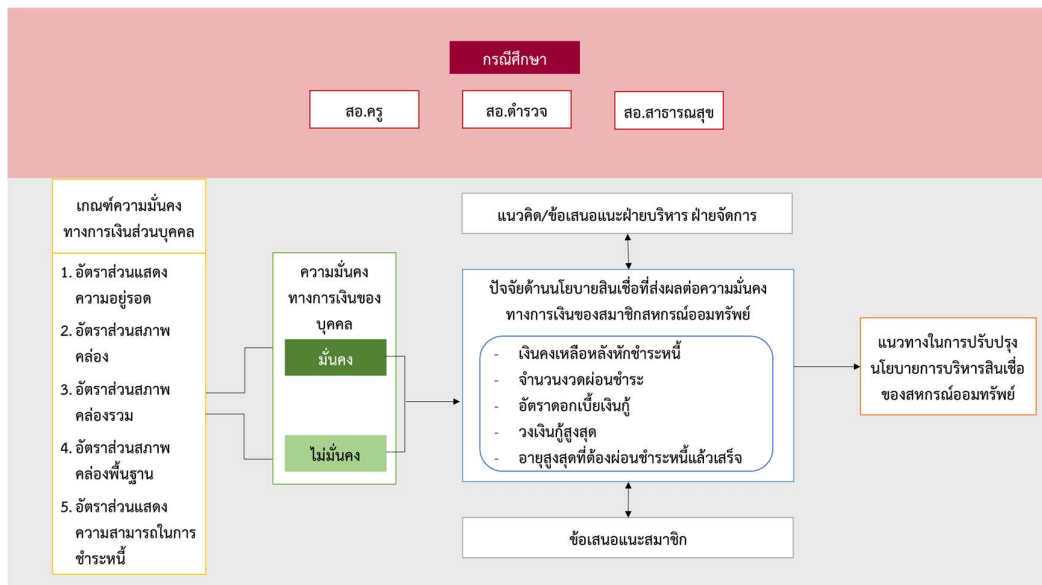 กรณีศึกษา
สอ.ครู
สอ.ตำรวจ
สอ.สาธารณสุข
เกณฑ์ความมั่นคง
ทางการเงินส่วนบุคคล
1. อัตราส่วนแสดง
ความอยู่รอด
2. อัตราส่วนสภาพ
คล่อง
3. อัตราส่วนสภาพ
คล่องรวม
4. อัตราส่วนสภาพ
คล่องพื้นฐาน
5. อัตราส่วนแสดง
ความสามารถในการ
ชำระหนี้
ความมั่นคง
ทางการเงินของ
บุคคล
มั่นคง
ไม่มั่นคง
แนวคิด/ข้อเสนอแนะฝ่ายบริหาร ฝ่ายจัดการ
ปัจจัยด้านนโยบายสินเชื่อที่ส่งผลต่อความมั่นคง
ทางการเงินของสมาชิกสหกรณ์ออมทรัพย์
- เงินคงเหลือหลังหักชำระหนี้
- จำนวนงวดผ่อนชำระ
- อัตราดอกเบี้ยเงินกู้
- วงเงินกู้สูงสุด
- อายุสูงสุดที่ต้องผ่อนชำระหนี้แล้วเสร็จ
ข้อเสนอแนะสมาชิก
แนวทางในการปรับปรุง
นโยบายการบริหารสินเชื่อ
ของสหกรณ์ออมทรัพย์